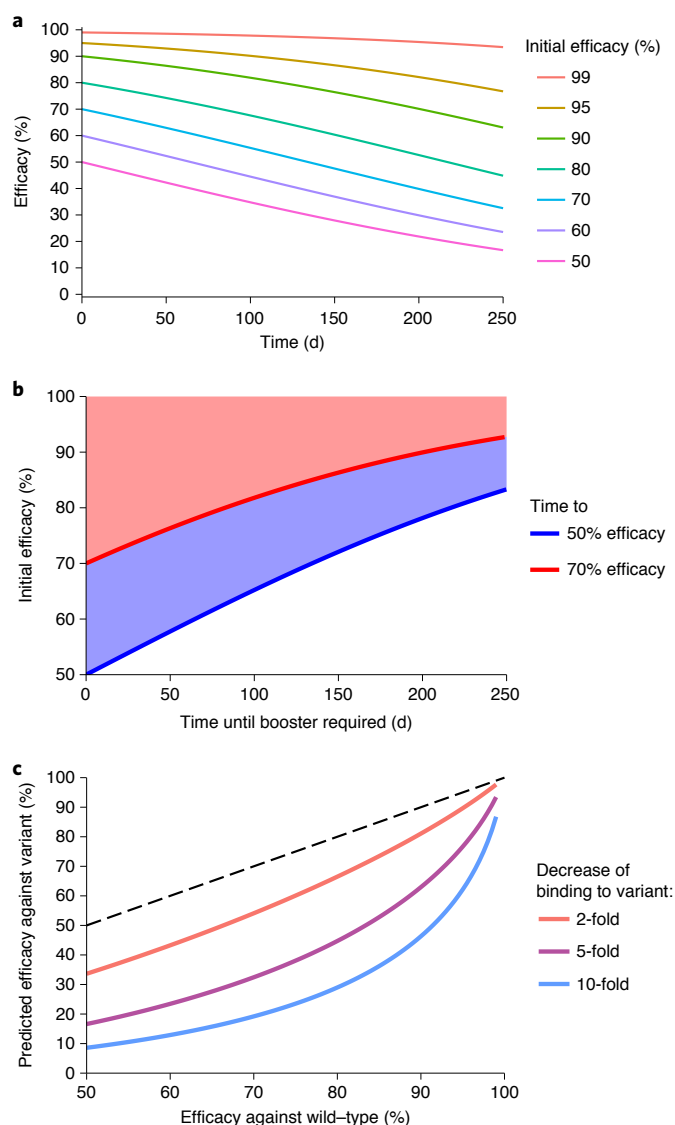 a
100
90
80
70
60
50
40
30
20
10
0
Efficacy (%)
0 50 100 150 200 250
Time (d)
Initial efficacy (%)
99
95
90
80
70
60
50
b
100
90
80
70
50
Initial efficacy (%)
0 50 100 150 200 250
Time until booster required (d)
Time to
50% efficacy
70% efficacy
c
100
90
80
70
60
50
40
30
20
10
0
Predicted efficacy against variant (%)
50 60 70 80 90 100
Efficacy against wild–type (%)
Decrease of
binding to variant:
2-fold
5-fold
10-fold